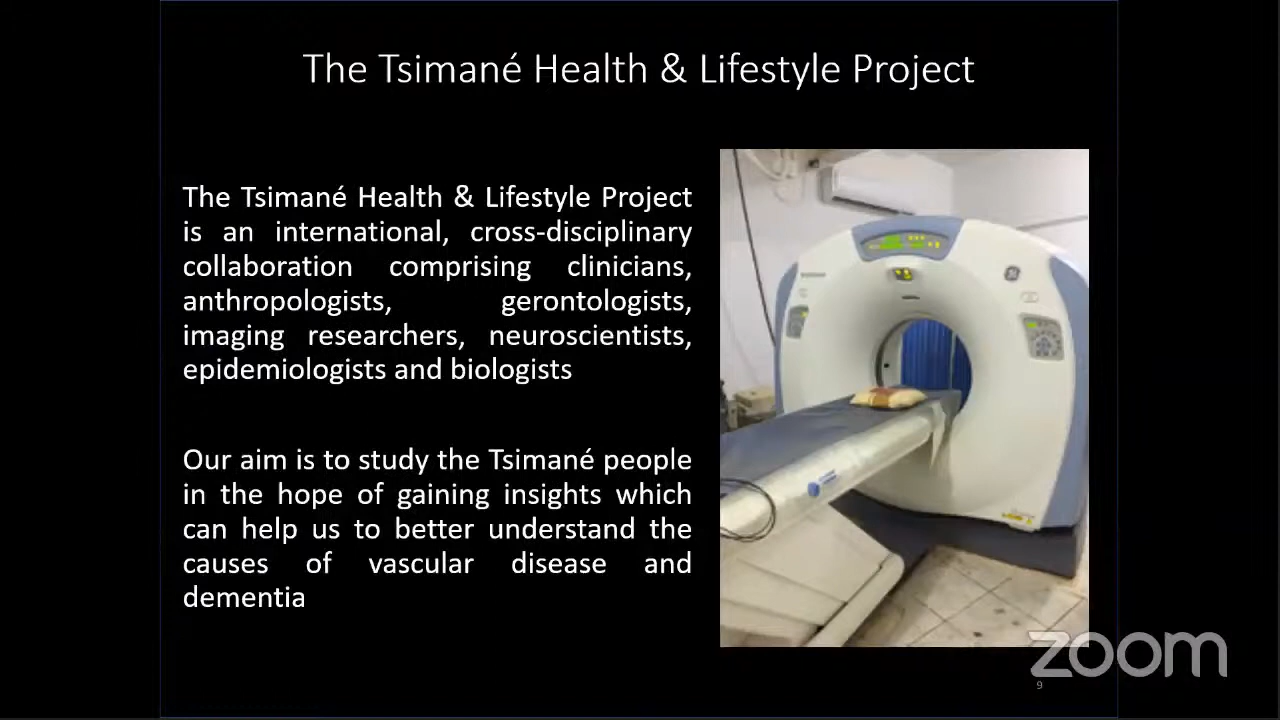 The Tsimané Health & Lifestyle Project
The Tsimané Health & Lifestyle Project
is an international, cross-disciplinary
collaboration comprising clinicians,
anthropologists, gerontologists,
imaging researchers, neuroscientists,
epidemiologists and biologists
Our aim is to study the Tsimané people
in the hope of gaining insights which
can help us to better understand the
causes of vascular disease and
dementia
zoom
9